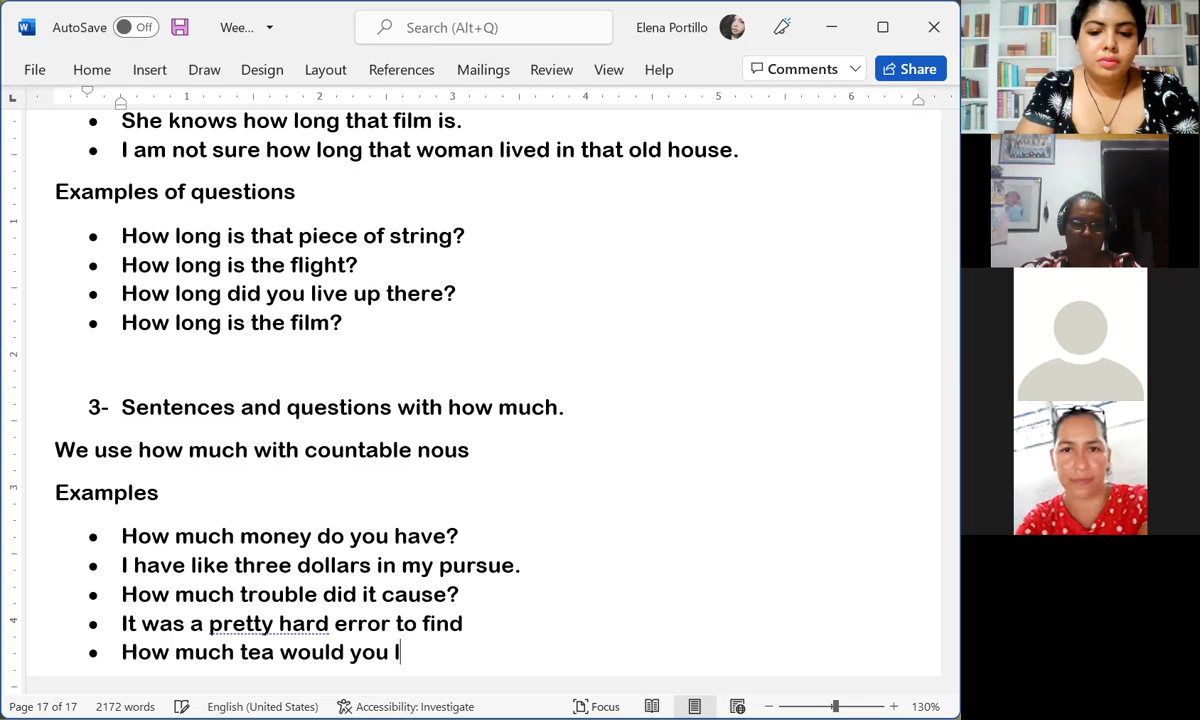 AutoSave Off Wee... Search (Alt+Q) Elena Portillo
File Home Insert Draw Design Layout References Mailings Review View Help Comments Share
1 2 3 4 5 6
• She knows how long that film is.
• I am not sure how long that woman lived in that old house.
Examples of questions
• How long is that piece of string?
• How long is the flight?
• How long did you live up there?
• How long is the film?
3- Sentences and questions with how much.
We use how much with countable nous
Examples
• How much money do you have?
• I have like three dollars in my pursue.
• How much trouble did it cause?
• It was a pretty hard error to find
• How much tea would you l
Page 17 of 17 2172 words English (United States) Accessibility: Investigate Focus 130%